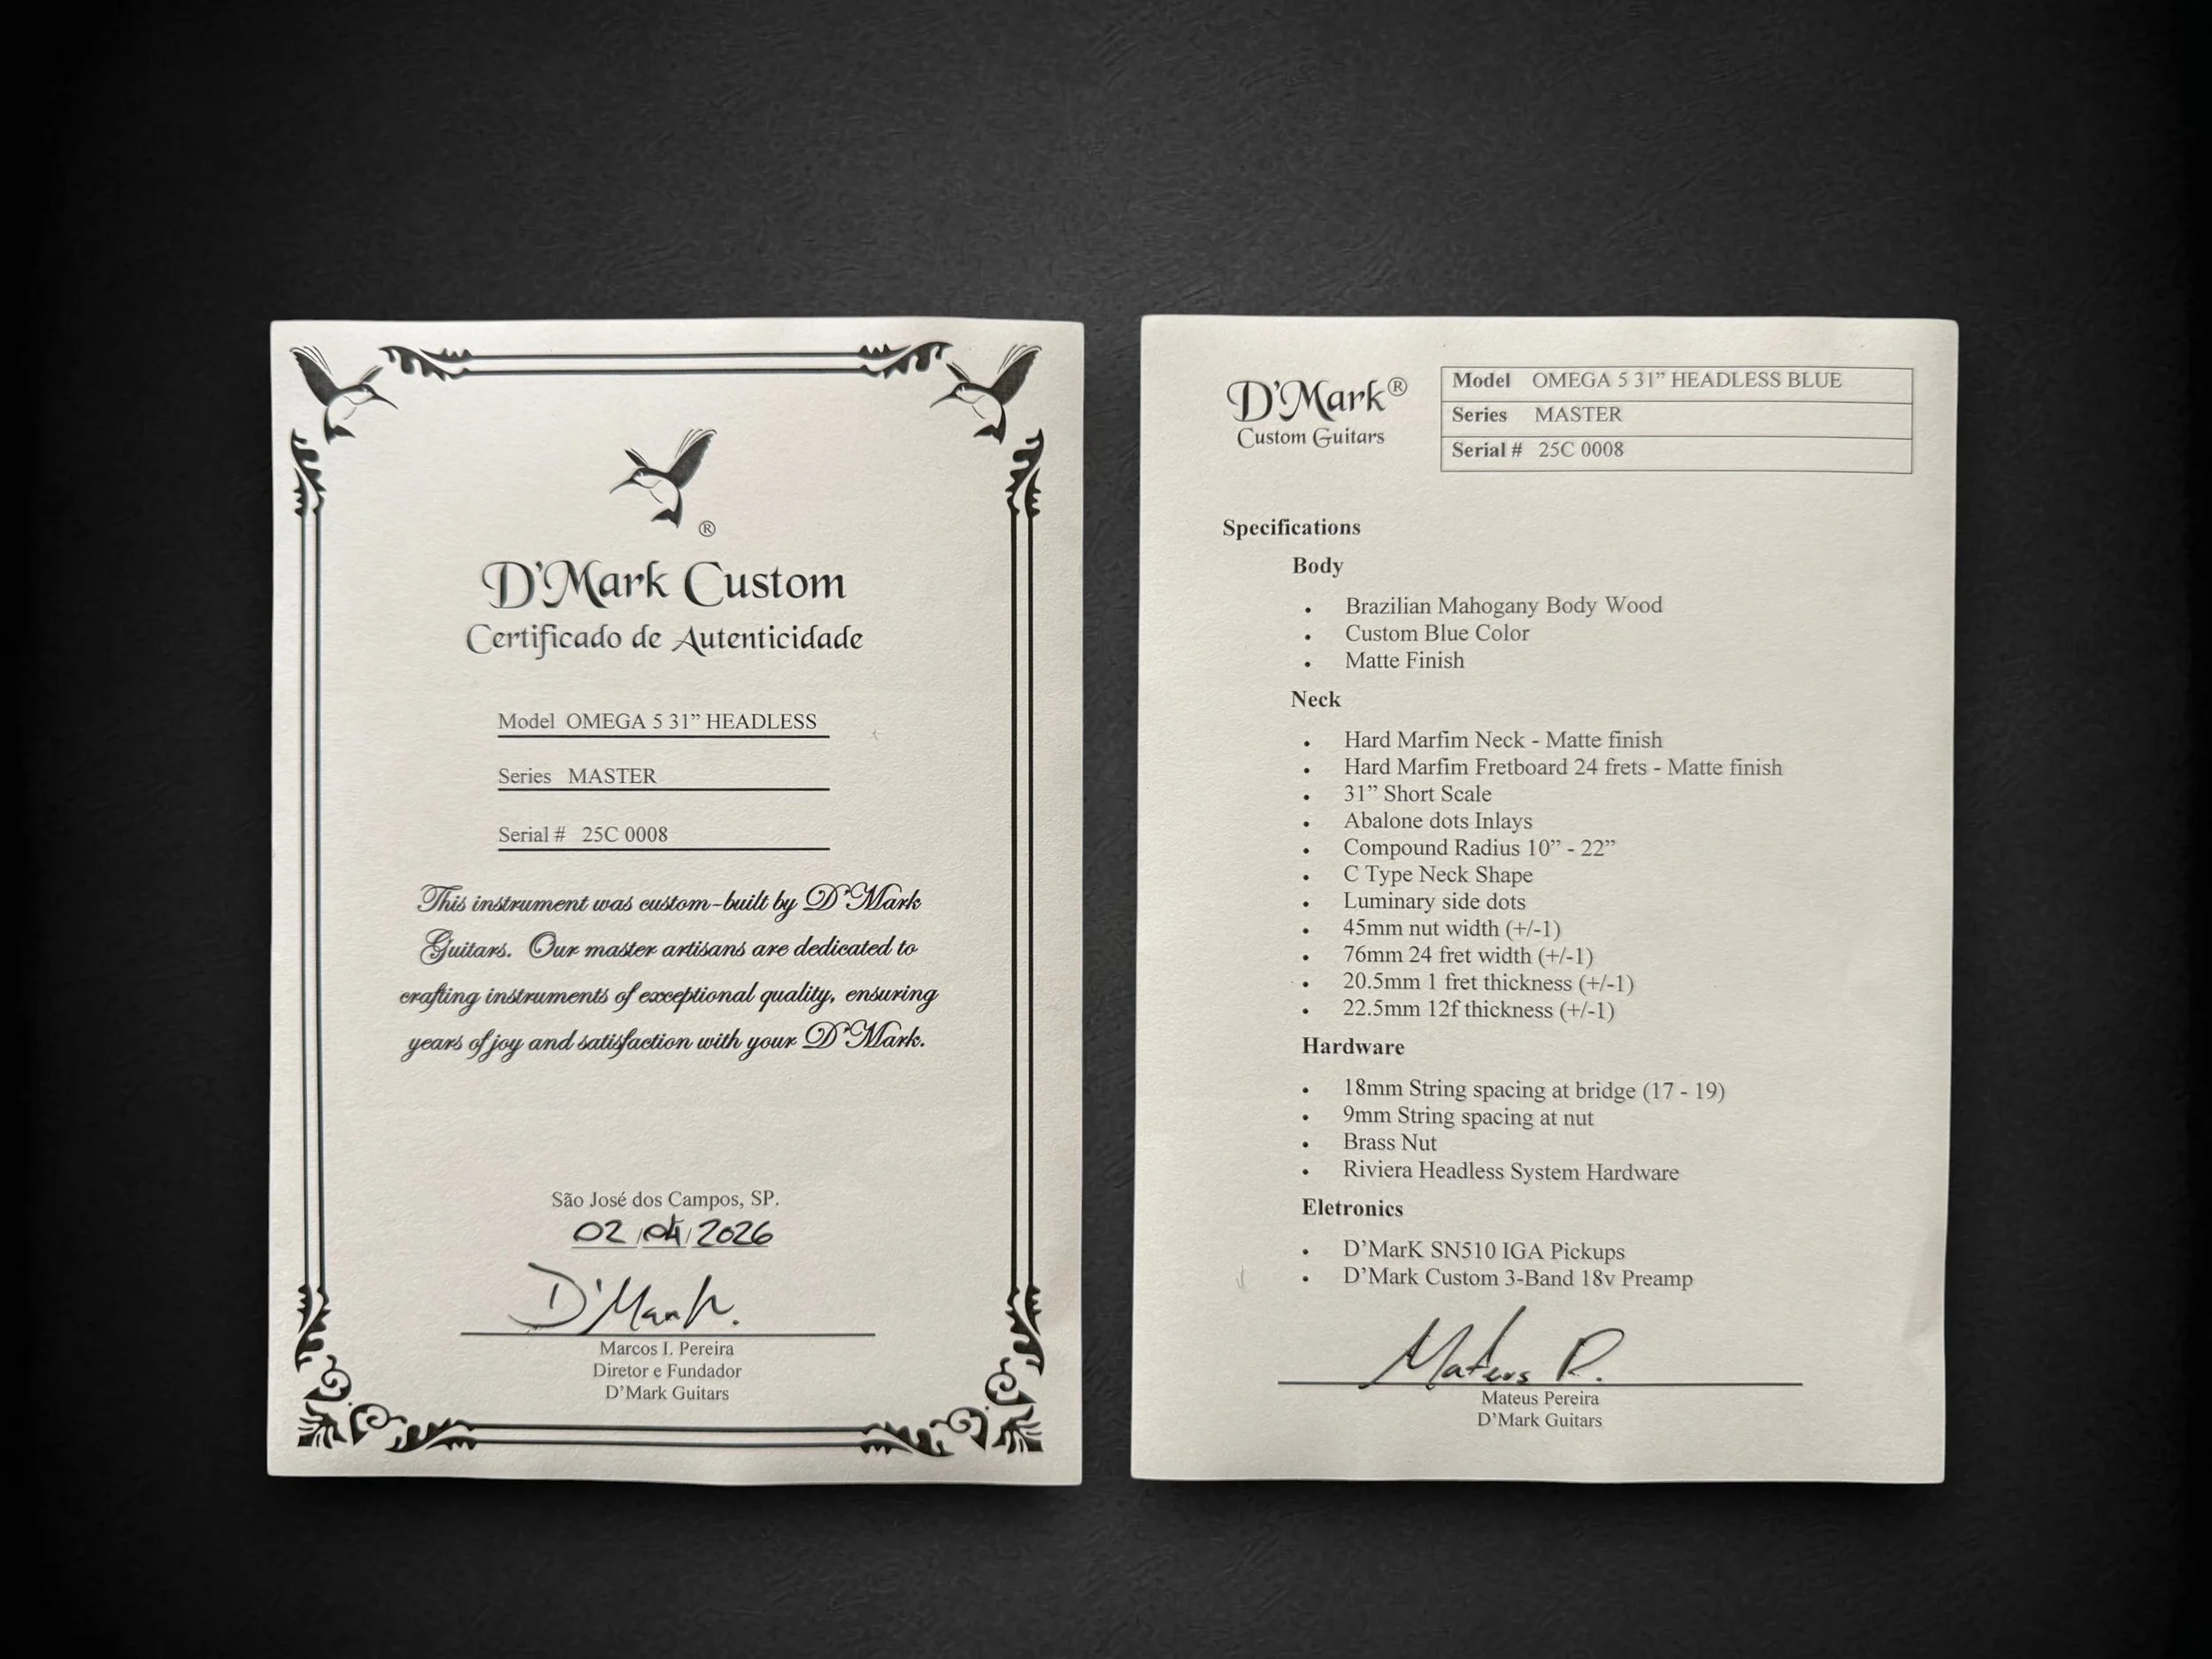 ®
D'Mark Custom
Certificado de Autenticidade
Model OMEGA 5 31” HEADLESS
Series MASTER
Serial # 25C 0008
This instrument was custom-built by D'Mark
Guitars. Our master artisans are dedicated to
crafting instruments of exceptional quality, ensuring
years of joy and satisfaction with your D'Mark.
São José dos Campos, SP.
02/04/2026
D'Mark.
Marcos I. Pereira
Diretor e Fundador
D’Mark Guitars
D'Mark®
Custom Guitars
Model OMEGA 5 31” HEADLESS BLUE
Series MASTER
Serial # 25C 0008
Specifications
Body
• Brazilian Mahogany Body Wood
• Custom Blue Color
• Matte Finish
Neck
• Hard Marfim Neck - Matte finish
• Hard Marfim Fretboard 24 frets - Matte finish
• 31” Short Scale
• Abalone dots Inlays
• Compound Radius 10” - 22”
• C Type Neck Shape
• Luminary side dots
• 45mm nut width (+/-1)
• 76mm 24 fret width (+/-1)
• 20.5mm 1 fret thickness (+/-1)
• 22.5mm 12f thickness (+/-1)
Hardware
• 18mm String spacing at bridge (17 - 19)
• 9mm String spacing at nut
• Brass Nut
• Riviera Headless System Hardware
Eletronics
• D’MarK SN510 IGA Pickups
• D’Mark Custom 3-Band 18v Preamp
Mateus P.
Mateus Pereira
D’Mark Guitars